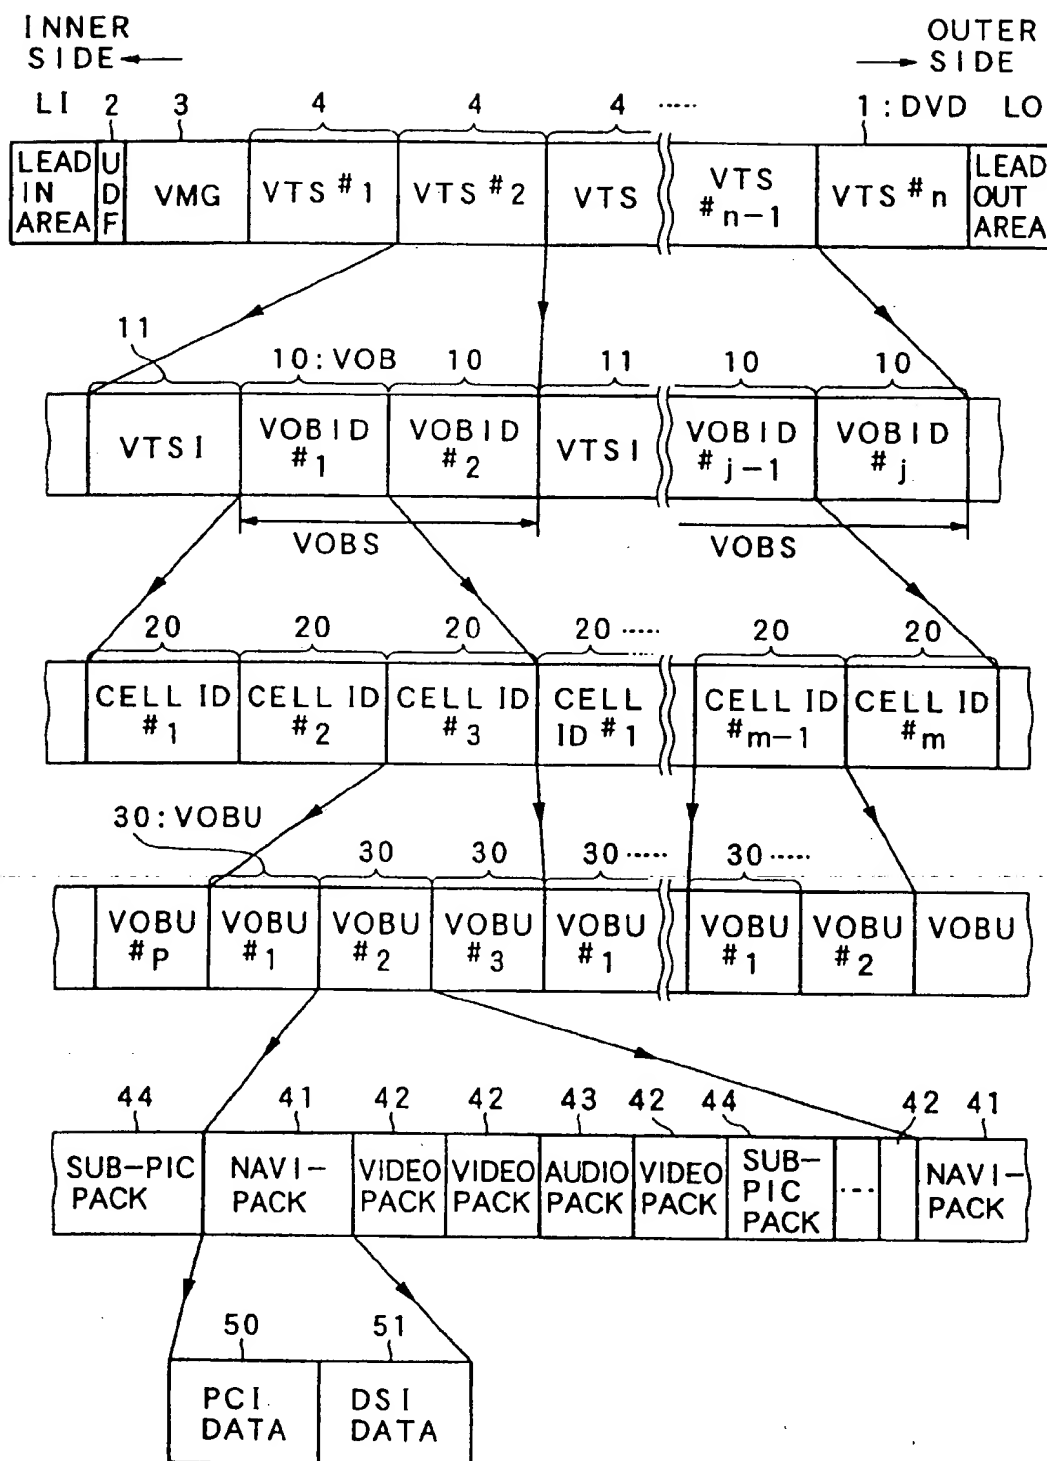 INNER
SIDE
OUTER
SIDE
LI 2 3 4 4 4 ..... 1:DVD LO
LEAD IN AREA
UDF
VMG
VTS #1
VTS #2
VTS
VTS #n-1
VTS #n
LEAD OUT AREA
11 10:VOB 10 11 10 10
VTSI
VOBID #1
VOBID #2
VTSI
VOBID #j-1
VOBID #j
VOBS
VOBS
20 20 20 20 ..... 20 20
CELL ID #1
CELL ID #2
CELL ID #3
CELL ID #1
CELL ID #m-1
CELL ID #m
30:VOBU 30 30 30 ..... 30 .....
VOBU #P
VOBU #1
VOBU #2
VOBU #3
VOBU #1
VOBU #1
VOBU #2
VOBU
44 41 42 42 43 42 44 42 41
SUB-PIC PACK
NAVI-PACK
VIDEO PACK
VIDEO PACK
AUDIO PACK
VIDEO PACK
SUB-PIC PACK
...
NAVI-PACK
50 51
PCI DATA
DSI DATA